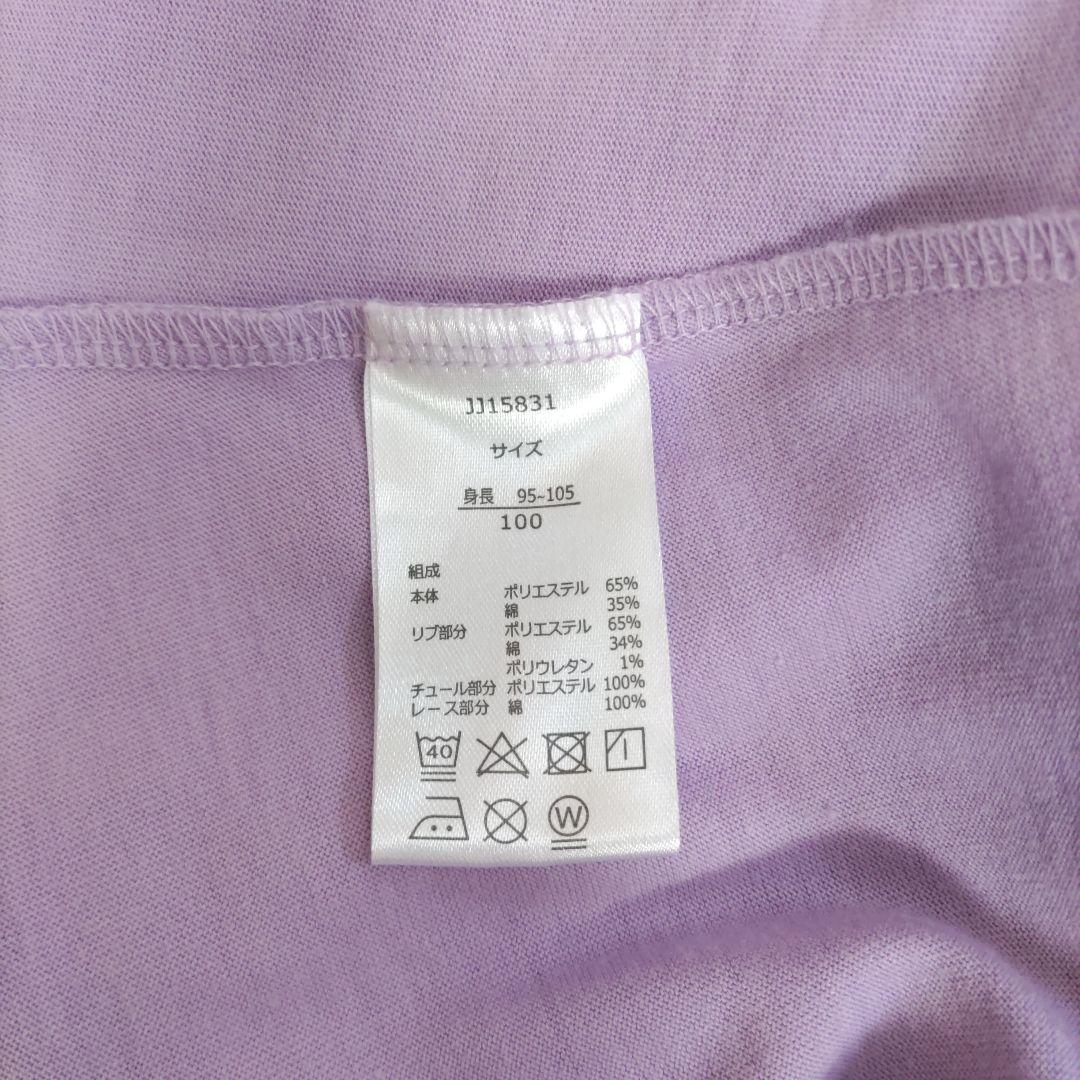 JJ15831
サイズ
身長 95~105
100
組成
本体 ポリエステル 65%
綿 35%
リブ部分 ポリエステル 65%
綿 34%
ポリウレタン 1%
チュール部分 ポリエステル 100%
レース部分 綿 100%
40
W